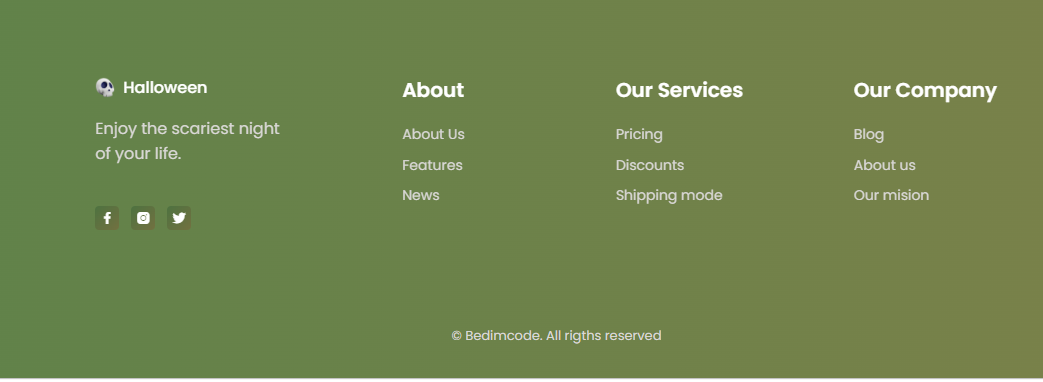 Halloween
Enjoy the scariest night
of your life.
About
About Us
Features
News
Our Services
Pricing
Discounts
Shipping mode
Our Company
Blog
About us
Our mision
© Bedimcode. All rigths reserved